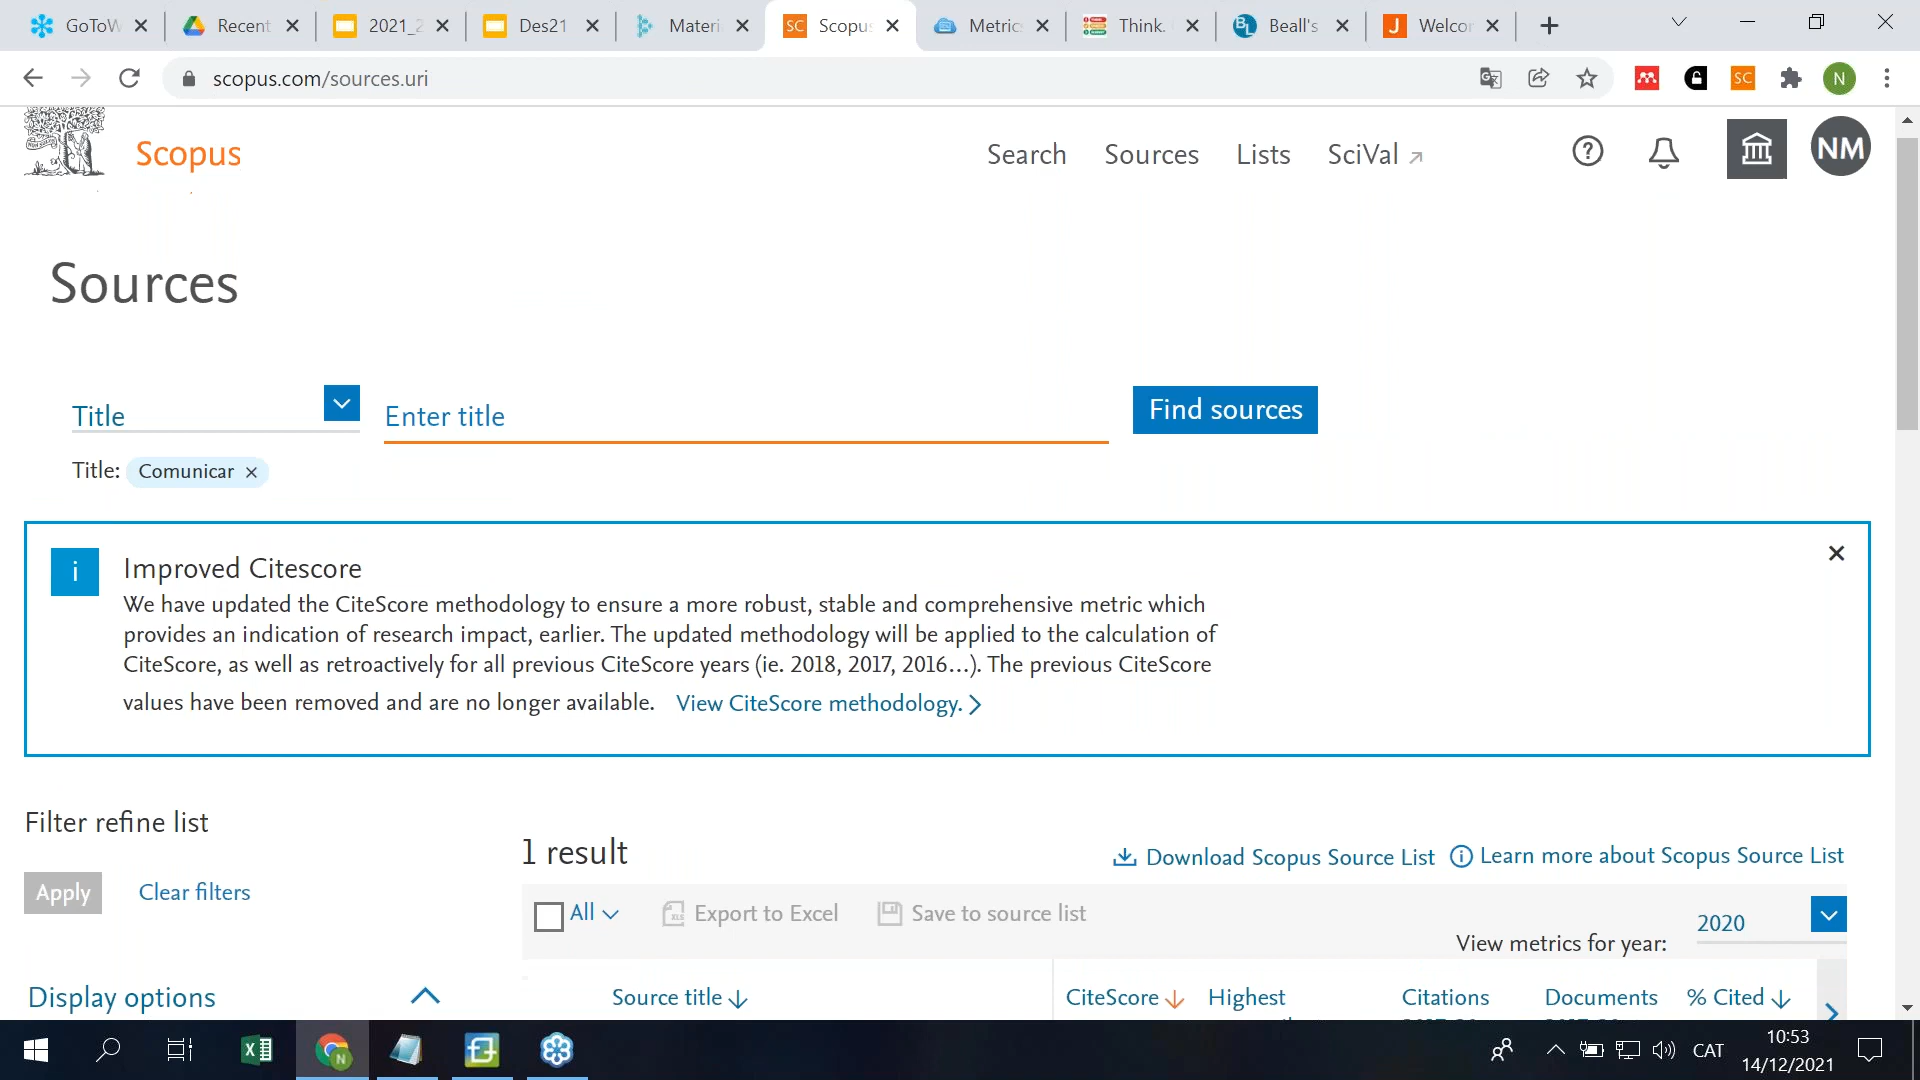 GoToW
Recent
2021_2
Des21
Materi
Scopus
Metric
Think.
Beall's
Welcor
scopus.com/sources.uri
SC
N
Scopus
Search
Sources
Lists
SciVal
NM
Sources
Title
Enter title
Find sources
Title: Comunicar
i
Improved Citescore
We have updated the CiteScore methodology to ensure a more robust, stable and comprehensive metric which
provides an indication of research impact, earlier. The updated methodology will be applied to the calculation of
CiteScore, as well as retroactively for all previous CiteScore years (ie. 2018, 2017, 2016...). The previous CiteScore
values have been removed and are no longer available. View CiteScore methodology.
Filter refine list
1 result
Download Scopus Source List
Learn more about Scopus Source List
Apply
Clear filters
All
Export to Excel
Save to source list
View metrics for year: 2020
Display options
Source title
CiteScore
Highest
Citations
Documents
% Cited
CAT
10:53
14/12/2021